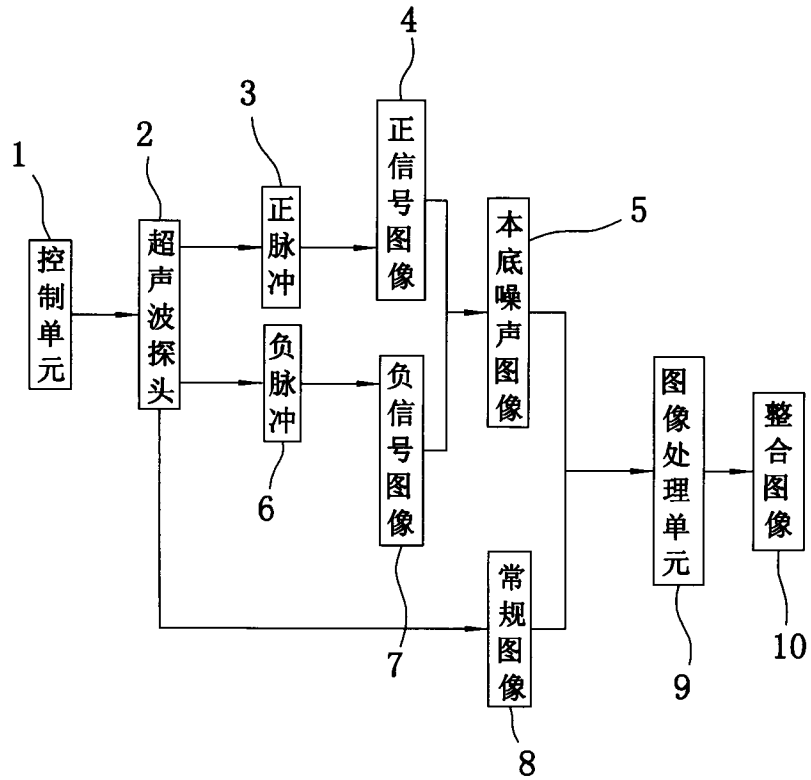 1
控制单元
2
超声波探头
3
正脉冲
4
正信号图像
5
本底噪声图像
6
负脉冲
7
负信号图像
8
常规图像
9
图像处理单元
10
整合图像